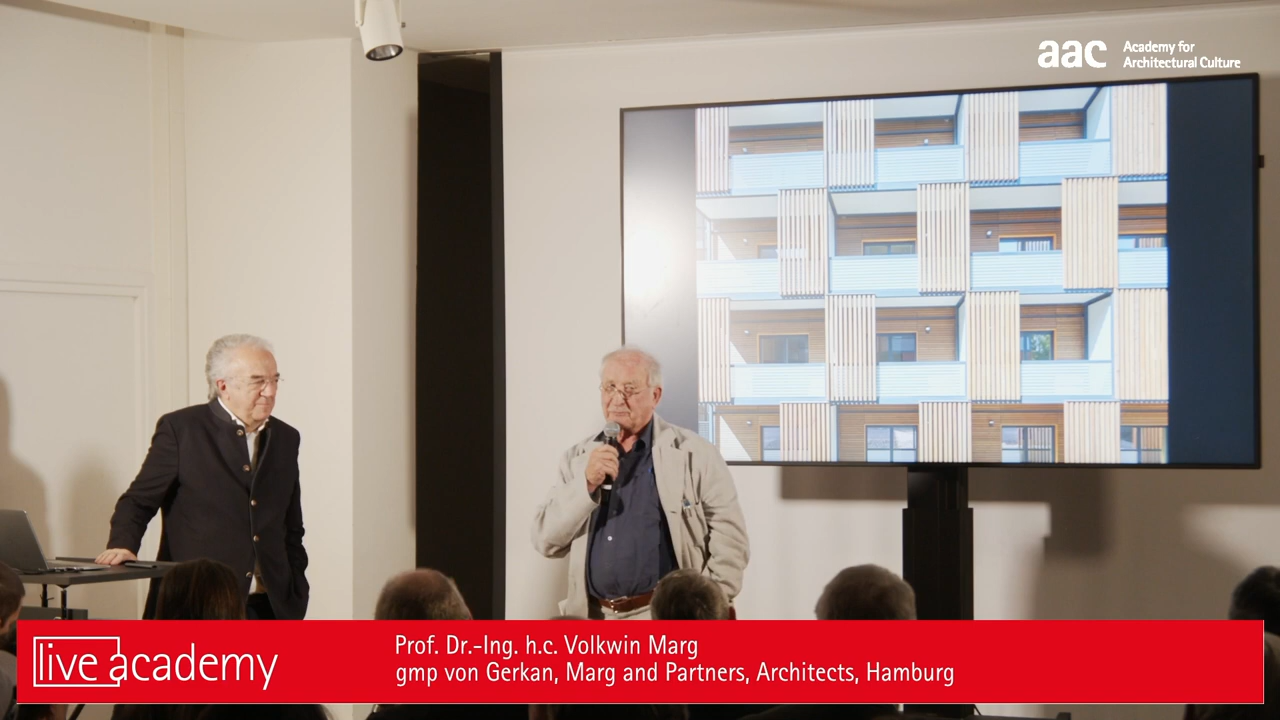 aac
Academy for
Architectural Culture
live academy
Prof. Dr.-Ing. h.c. Volkwin Marg
gmp von Gerkan, Marg and Partners, Architects, Hamburg